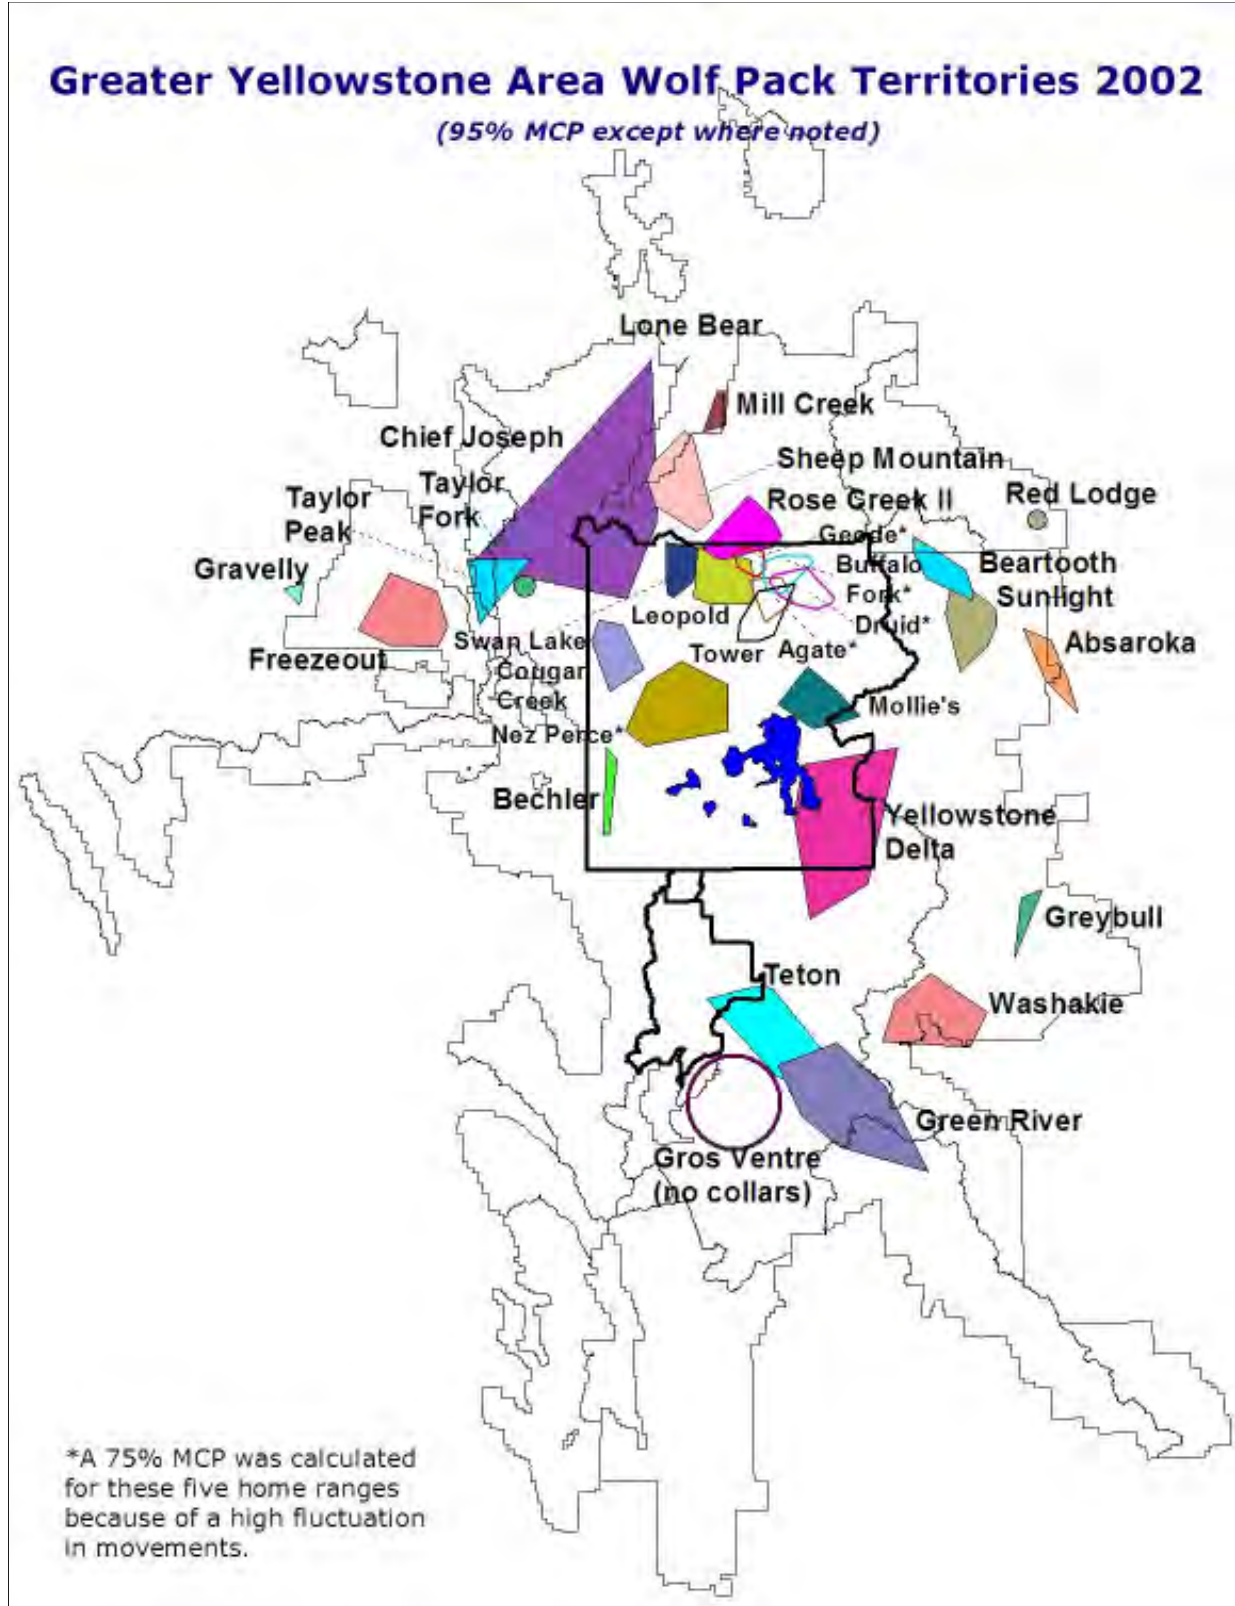 Greater Yellowstone Area Wolf Pack Territories 2002
(95% MCP except where noted)
Lone Bear
Mill Creek
Chief Joseph
Sheep Mountain
Taylor
Fork
Taylor
Peak
Rose Creek II
Red Lodge
Geode*
Gravelly
Buffalo
Fork*
Beartooth
Sunlight
Leopold
Druid*
Absaroka
Swan Lake
Tower
Agate*
Freezeout
Cougar
Creek
Mollie's
Nez Perce*
Bechler
Yellowstone
Delta
Greybull
Teton
Washakie
Green River
Gros Ventre
(no collars)
*A 75% MCP was calculated
for these five home ranges
because of a high fluctuation
in movements.